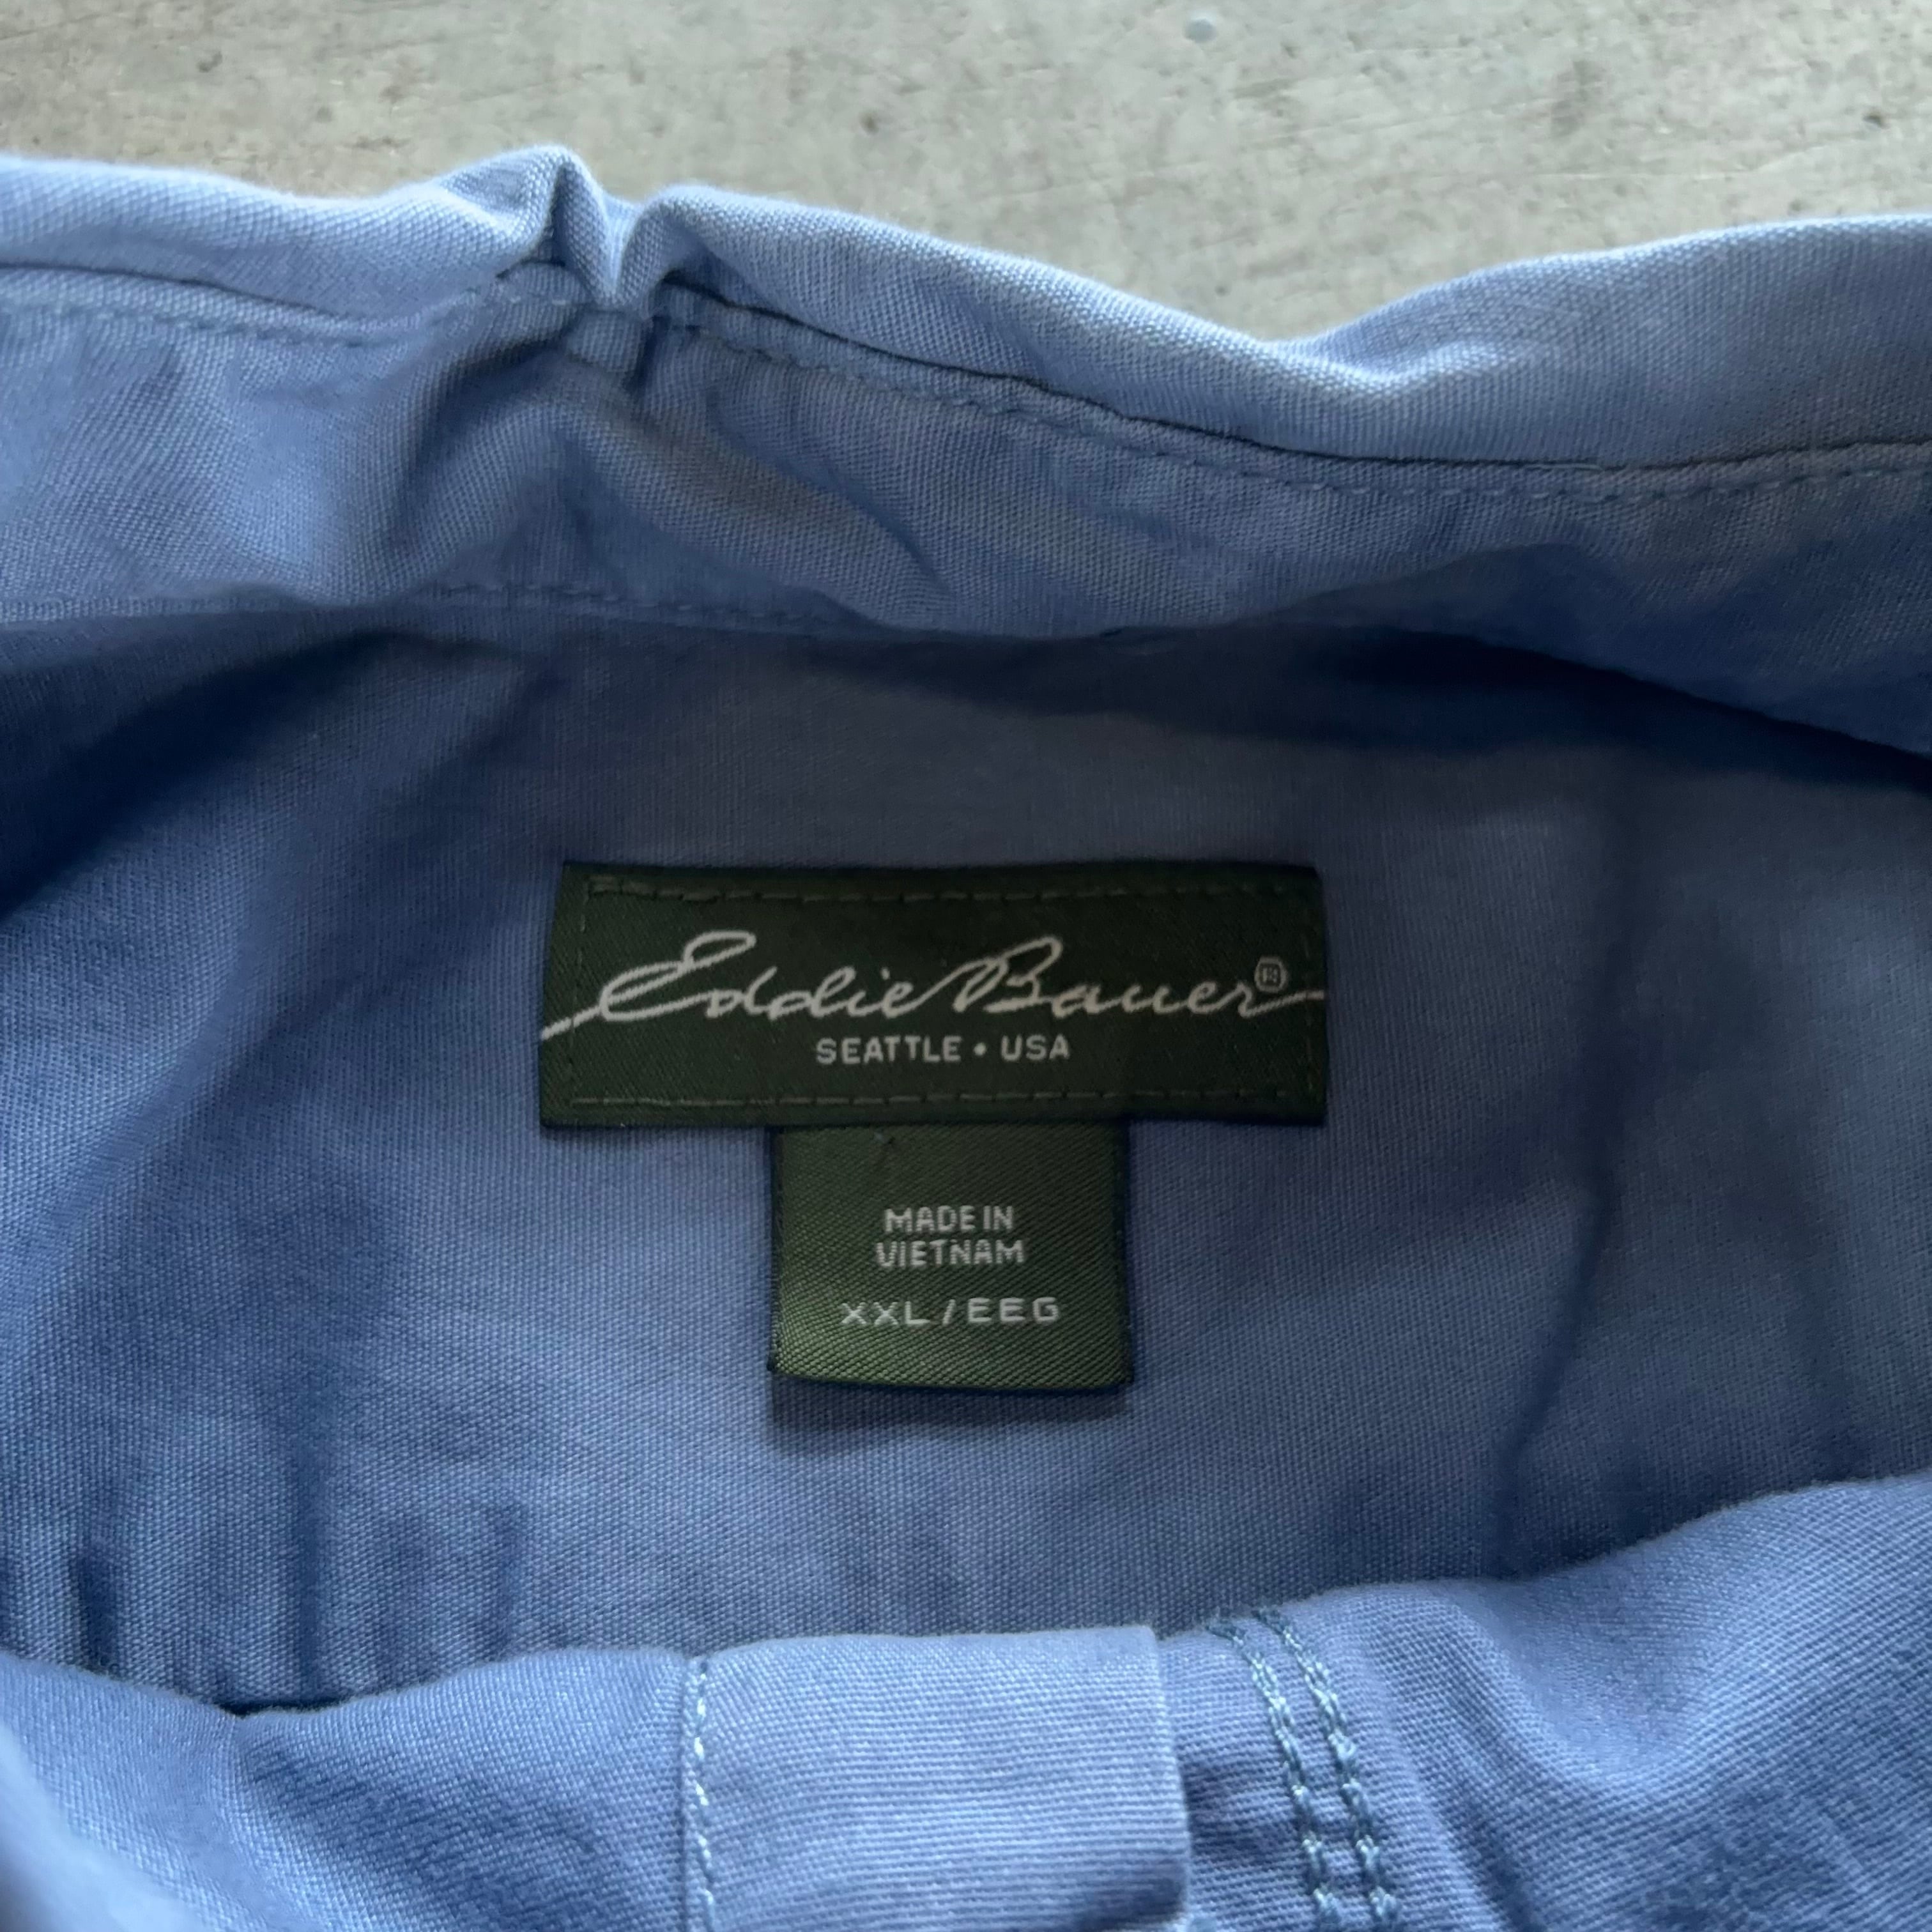 Eddie Bauer®
SEATTLE • USA
MADE IN
VIETNAM
XXL/EEG